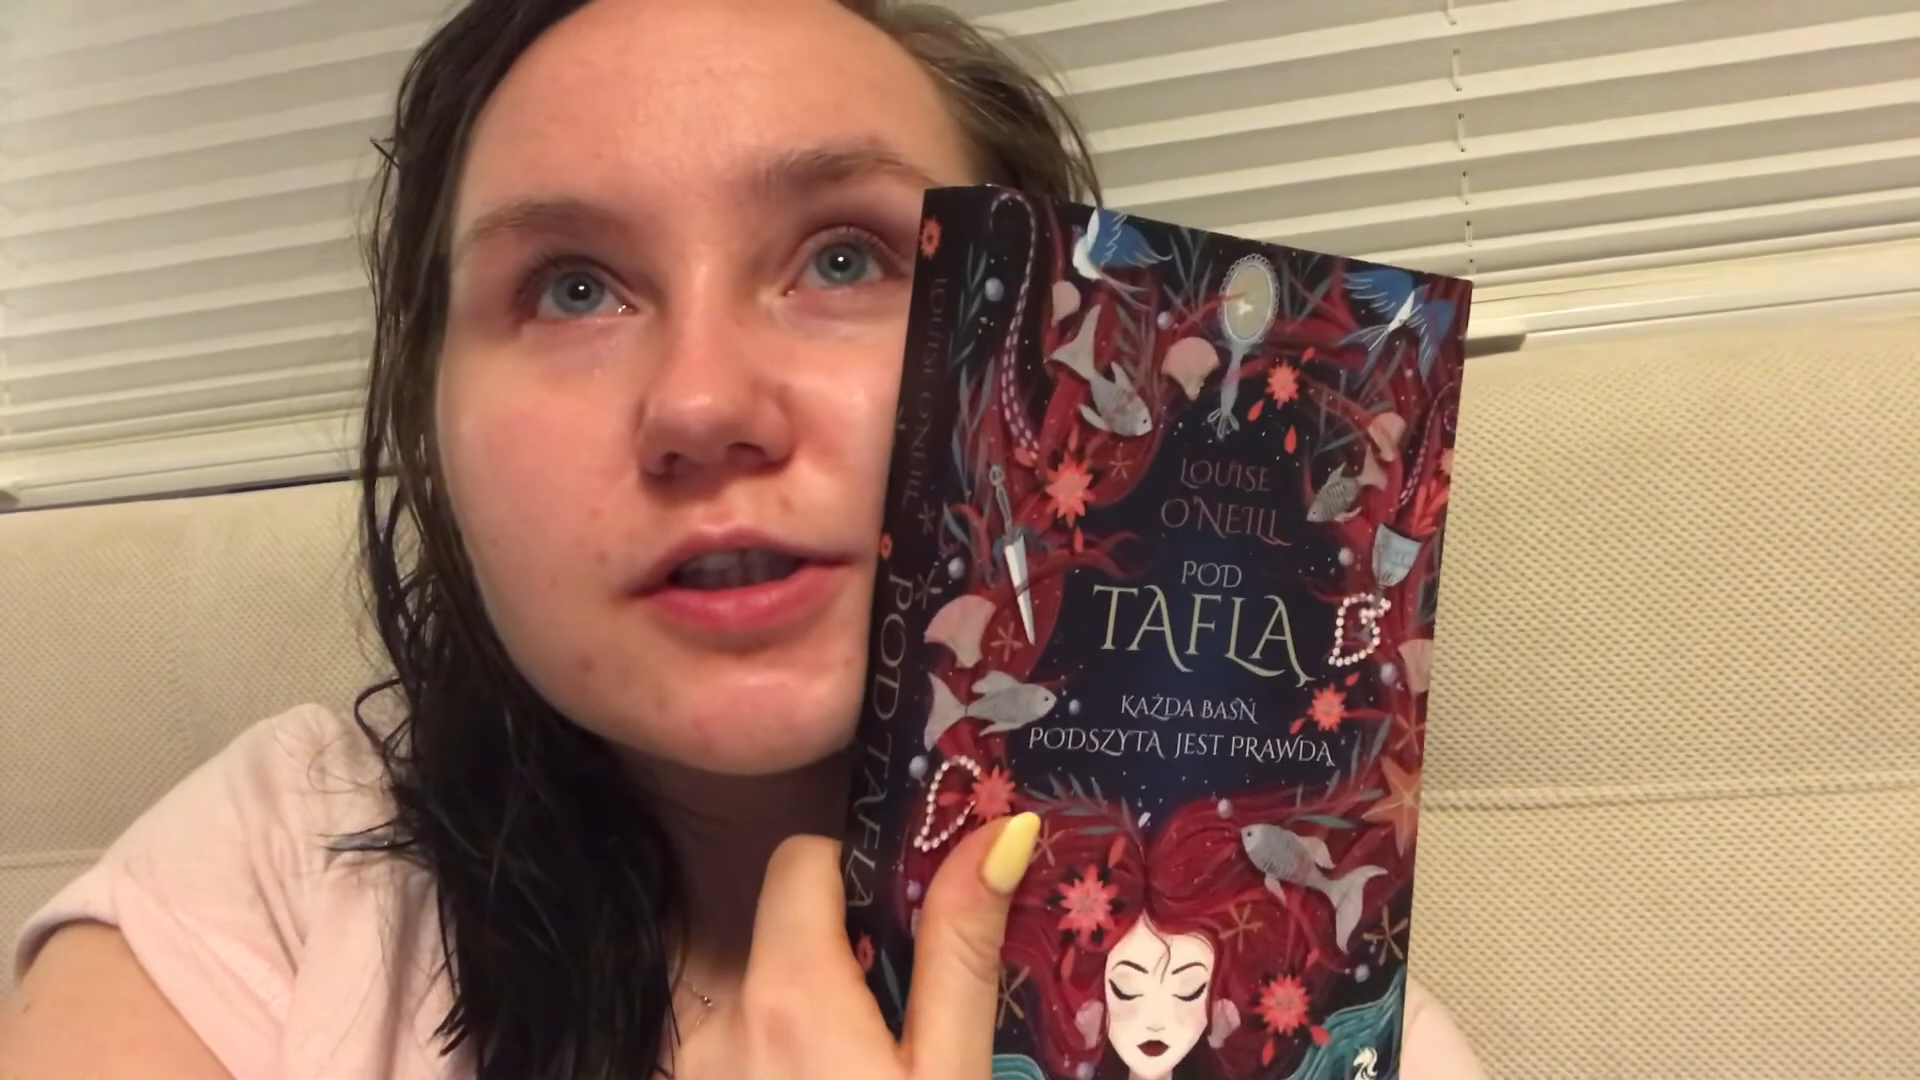 LOUISE O'NEILL * POD TAFLĄ
LOUISE
O'NEILL
POD
TAFLĄ
KAŻDA BAŚŃ
PODSZYTA JEST PRAWDĄ